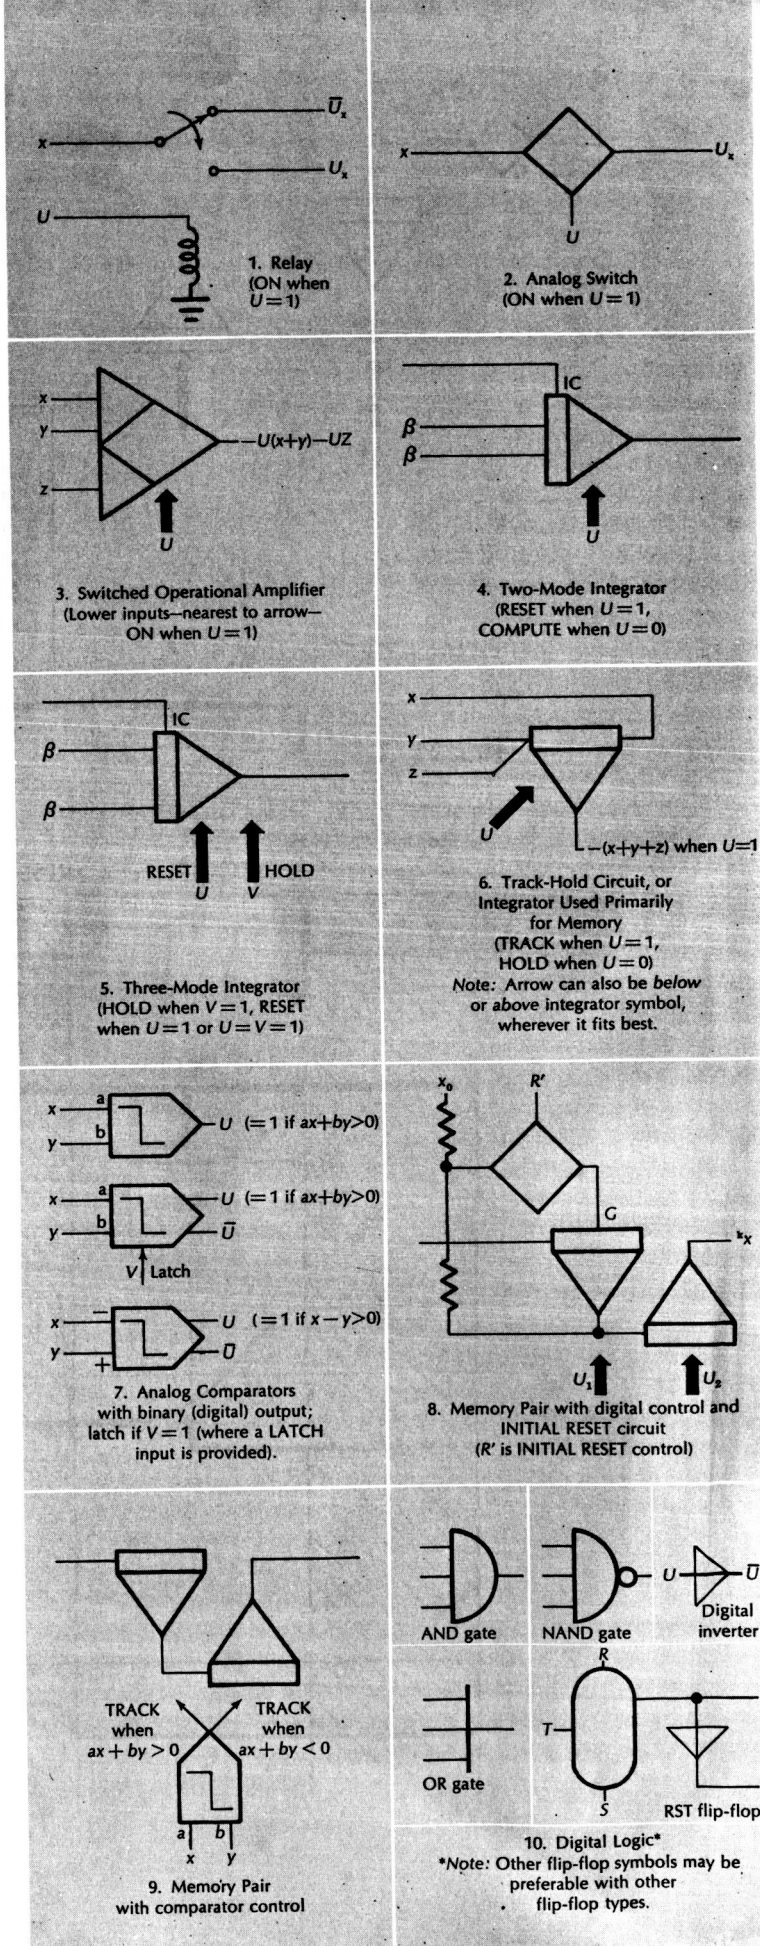 Ūₓ
x
Uₓ
U
1. Relay
(ON when
U=1)
x
Uₓ
U
2. Analog Switch
(ON when U=1)
x
y
z
—U(x+y)—UZ
U
3. Switched Operational Amplifier
(Lower inputs—nearest to arrow—
ON when U=1)
IC
β
β
U
4. Two-Mode Integrator
(RESET when U=1,
COMPUTE when U=0)
IC
β
β
RESET
HOLD
U
V
5. Three-Mode Integrator
(HOLD when V=1, RESET
when U=1 or U=V=1)
x
y
z
U
—(x+y+z) when U=1
6. Track-Hold Circuit, or
Integrator Used Primarily
for Memory
(TRACK when U=1,
HOLD when U=0)
Note: Arrow can also be below
or above integrator symbol,
wherever it fits best.
x
a
y
b
U (=1 if ax+by>0)
x
a
y
b
U (=1 if ax+by>0)
Ū
V Latch
x
−
y
+
U (=1 if x−y>0)
Ū
7. Analog Comparators
with binary (digital) output;
latch if V=1 (where a LATCH
input is provided).
x₀
R′
G
ᵏx
U₁
U₂
8. Memory Pair with digital control and
INITIAL RESET circuit
(R′ is INITIAL RESET control)
TRACK
when
ax+by>0
TRACK
when
ax+by<0
a
b
x
y
9. Memory Pair
with comparator control
AND gate
NAND gate
U
Ū
Digital
inverter
OR gate
R
T
S
RST flip-flop
10. Digital Logic*
*Note: Other flip-flop symbols may be
preferable with other
flip-flop types.